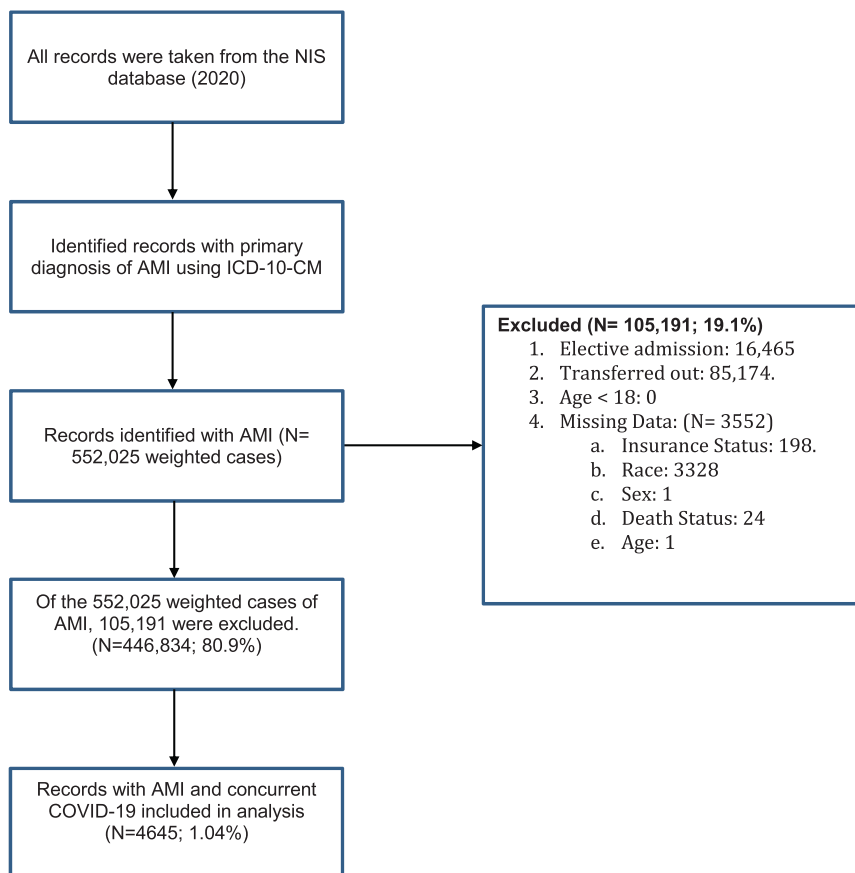 All records were taken from the NIS
database (2020)
Identified records with primary
diagnosis of AMI using ICD-10-CM
Records identified with AMI (N=
552,025 weighted cases)
Excluded (N= 105,191; 19.1%)
1. Elective admission: 16,465
2. Transferred out: 85,174.
3. Age < 18: 0
4. Missing Data: (N= 3552)
a. Insurance Status: 198.
b. Race: 3328
c. Sex: 1
d. Death Status: 24
e. Age: 1
Of the 552,025 weighted cases of
AMI, 105,191 were excluded.
(N=446,834; 80.9%)
Records with AMI and concurrent
COVID-19 included in analysis
(N=4645; 1.04%)